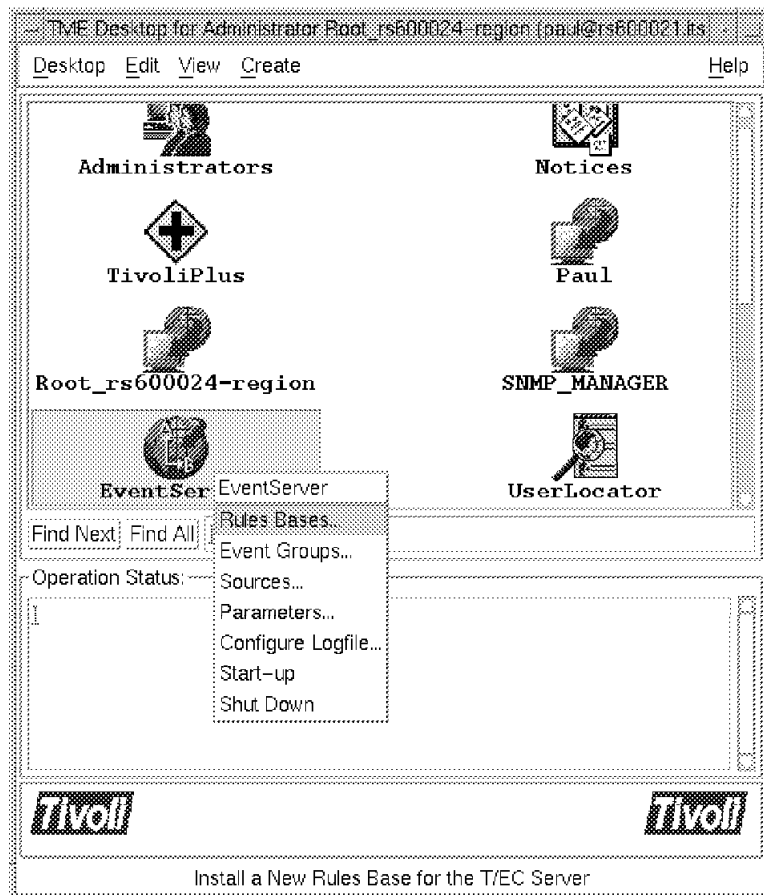 TME Desktop for Administrator Root_rs600024-region (paul@rs600021.its
Desktop Edit View Create Help
Administrators Notices
TivoliPlus Paul
Root_rs600024-region SNMP_MANAGER
EventSer UserLocator
EventServer
Rules Bases...
Event Groups...
Sources...
Parameters...
Configure Logfile...
Start-up
Shut Down
Find Next Find All
Operation Status:
Tivoli Tivoli
Install a New Rules Base for the T/EC Server